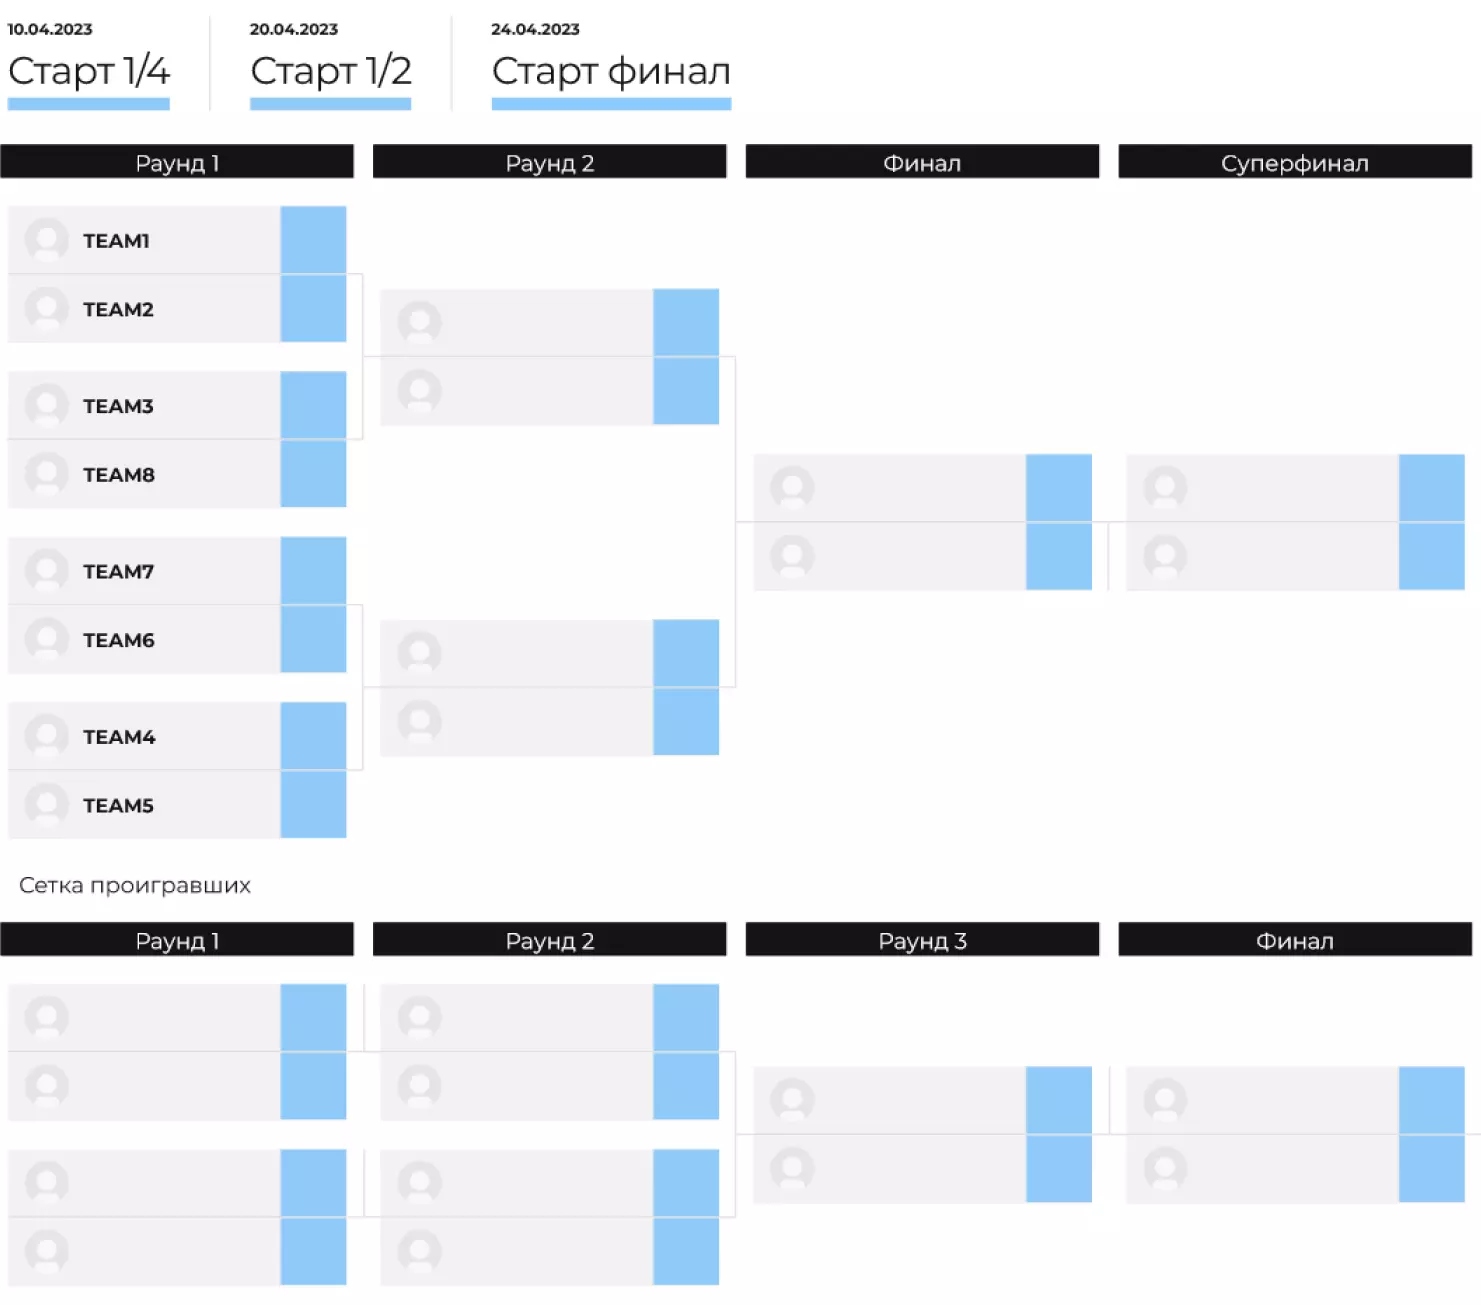 10.04.2023
Старт 1/4
20.04.2023
Старт 1/2
24.04.2023
Старт финал
Раунд 1
Раунд 2
Финал
Суперфинал
TEAM1
TEAM2
TEAM3
TEAM8
TEAM7
TEAM6
TEAM4
TEAM5
Сетка проигравших
Раунд 1
Раунд 2
Раунд 3
Финал